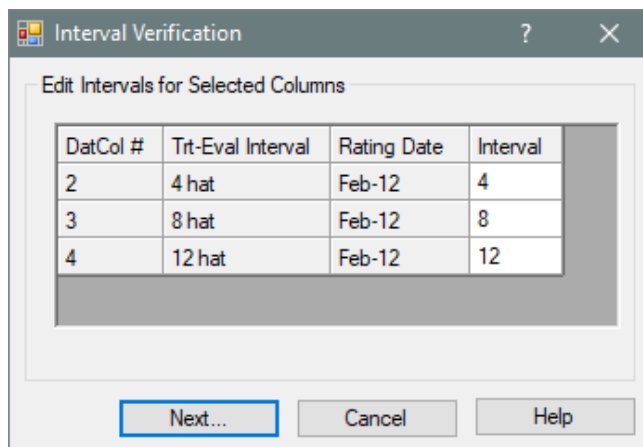 Interval Verification ?
Edit Intervals for Selected Columns
DatCol # Trt-Eval Interval Rating Date Interval
2 4 hat Feb-12 4
3 8 hat Feb-12 8
4 12 hat Feb-12 12
Next... Cancel Help